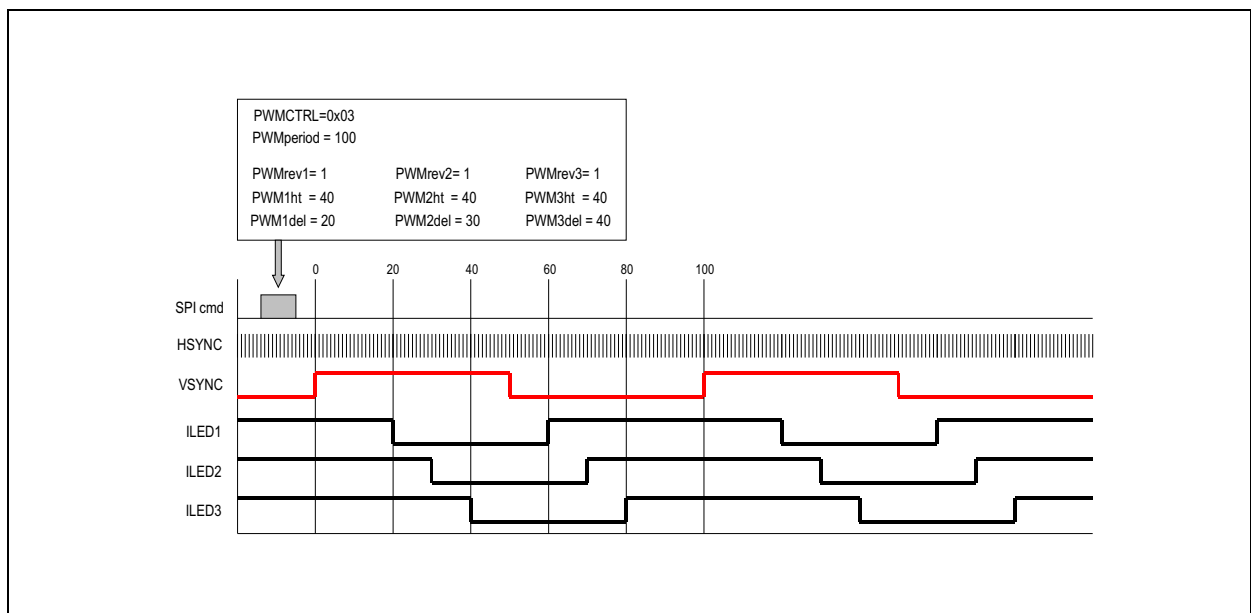 PWMCTRL=0x03
PWMperiod = 100
PWMrev1= 1 PWMrev2= 1 PWMrev3= 1
PWM1ht = 40 PWM2ht = 40 PWM3ht = 40
PWM1del = 20 PWM2del = 30 PWM3del = 40
0 20 40 60 80 100
SPI cmd
HSYNC
VSYNC
ILED1
ILED2
ILED3